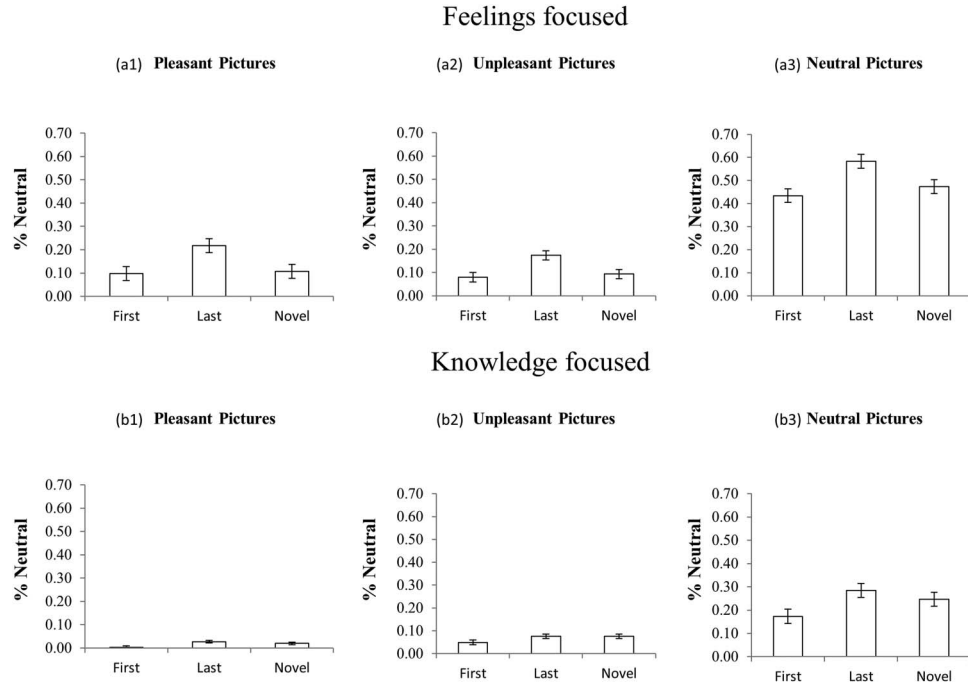 Feelings focused
(a1) Pleasant Pictures
(a2) Unpleasant Pictures
(a3) Neutral Pictures
% Neutral
0.70
0.60
0.50
0.40
0.30
0.20
0.10
0.00
First Last Novel
% Neutral
0.70
0.60
0.50
0.40
0.30
0.20
0.10
0.00
First Last Novel
% Neutral
0.70
0.60
0.50
0.40
0.30
0.20
0.10
0.00
First Last Novel
Knowledge focused
(b1) Pleasant Pictures
(b2) Unpleasant Pictures
(b3) Neutral Pictures
% Neutral
0.70
0.60
0.50
0.40
0.30
0.20
0.10
0.00
First Last Novel
% Neutral
0.70
0.60
0.50
0.40
0.30
0.20
0.10
0.00
First Last Novel
% Neutral
0.70
0.60
0.50
0.40
0.30
0.20
0.10
0.00
First Last Novel